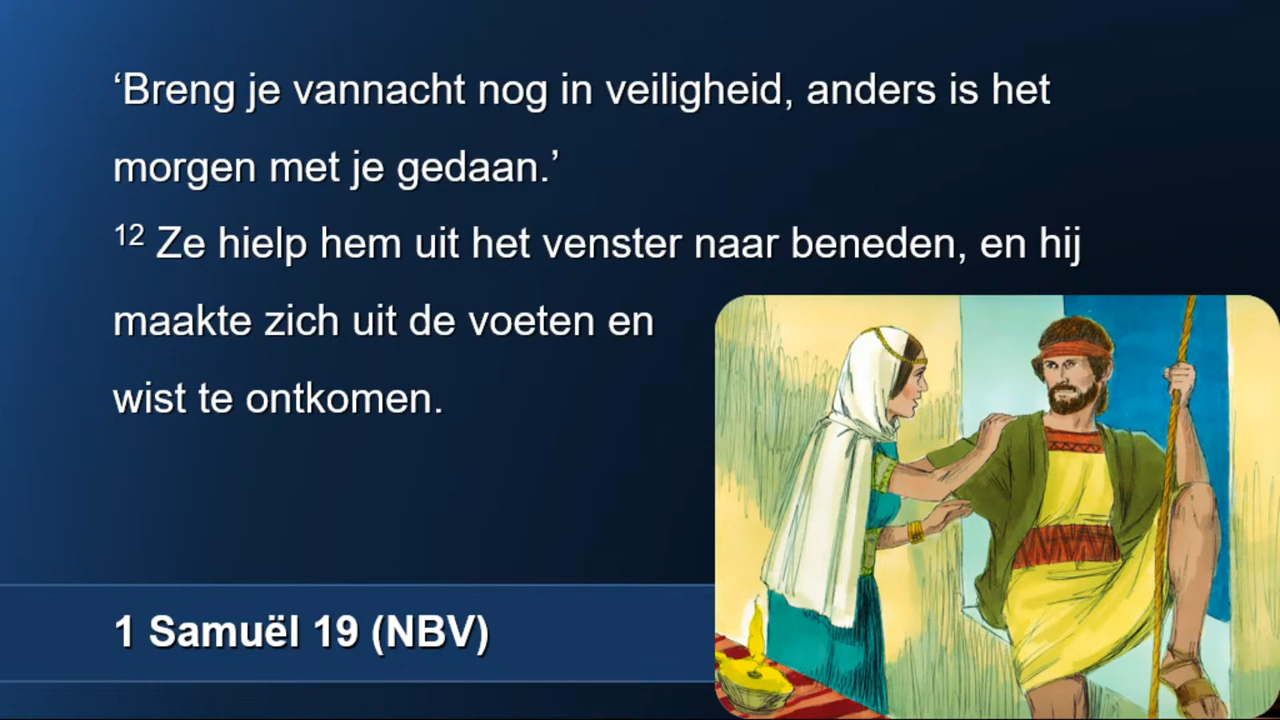 ‘Breng je vannacht nog in veiligheid, anders is het
morgen met je gedaan.’
12 Ze hielp hem uit het venster naar beneden, en hij
maakte zich uit de voeten en
wist te ontkomen.
1 Samuël 19 (NBV)